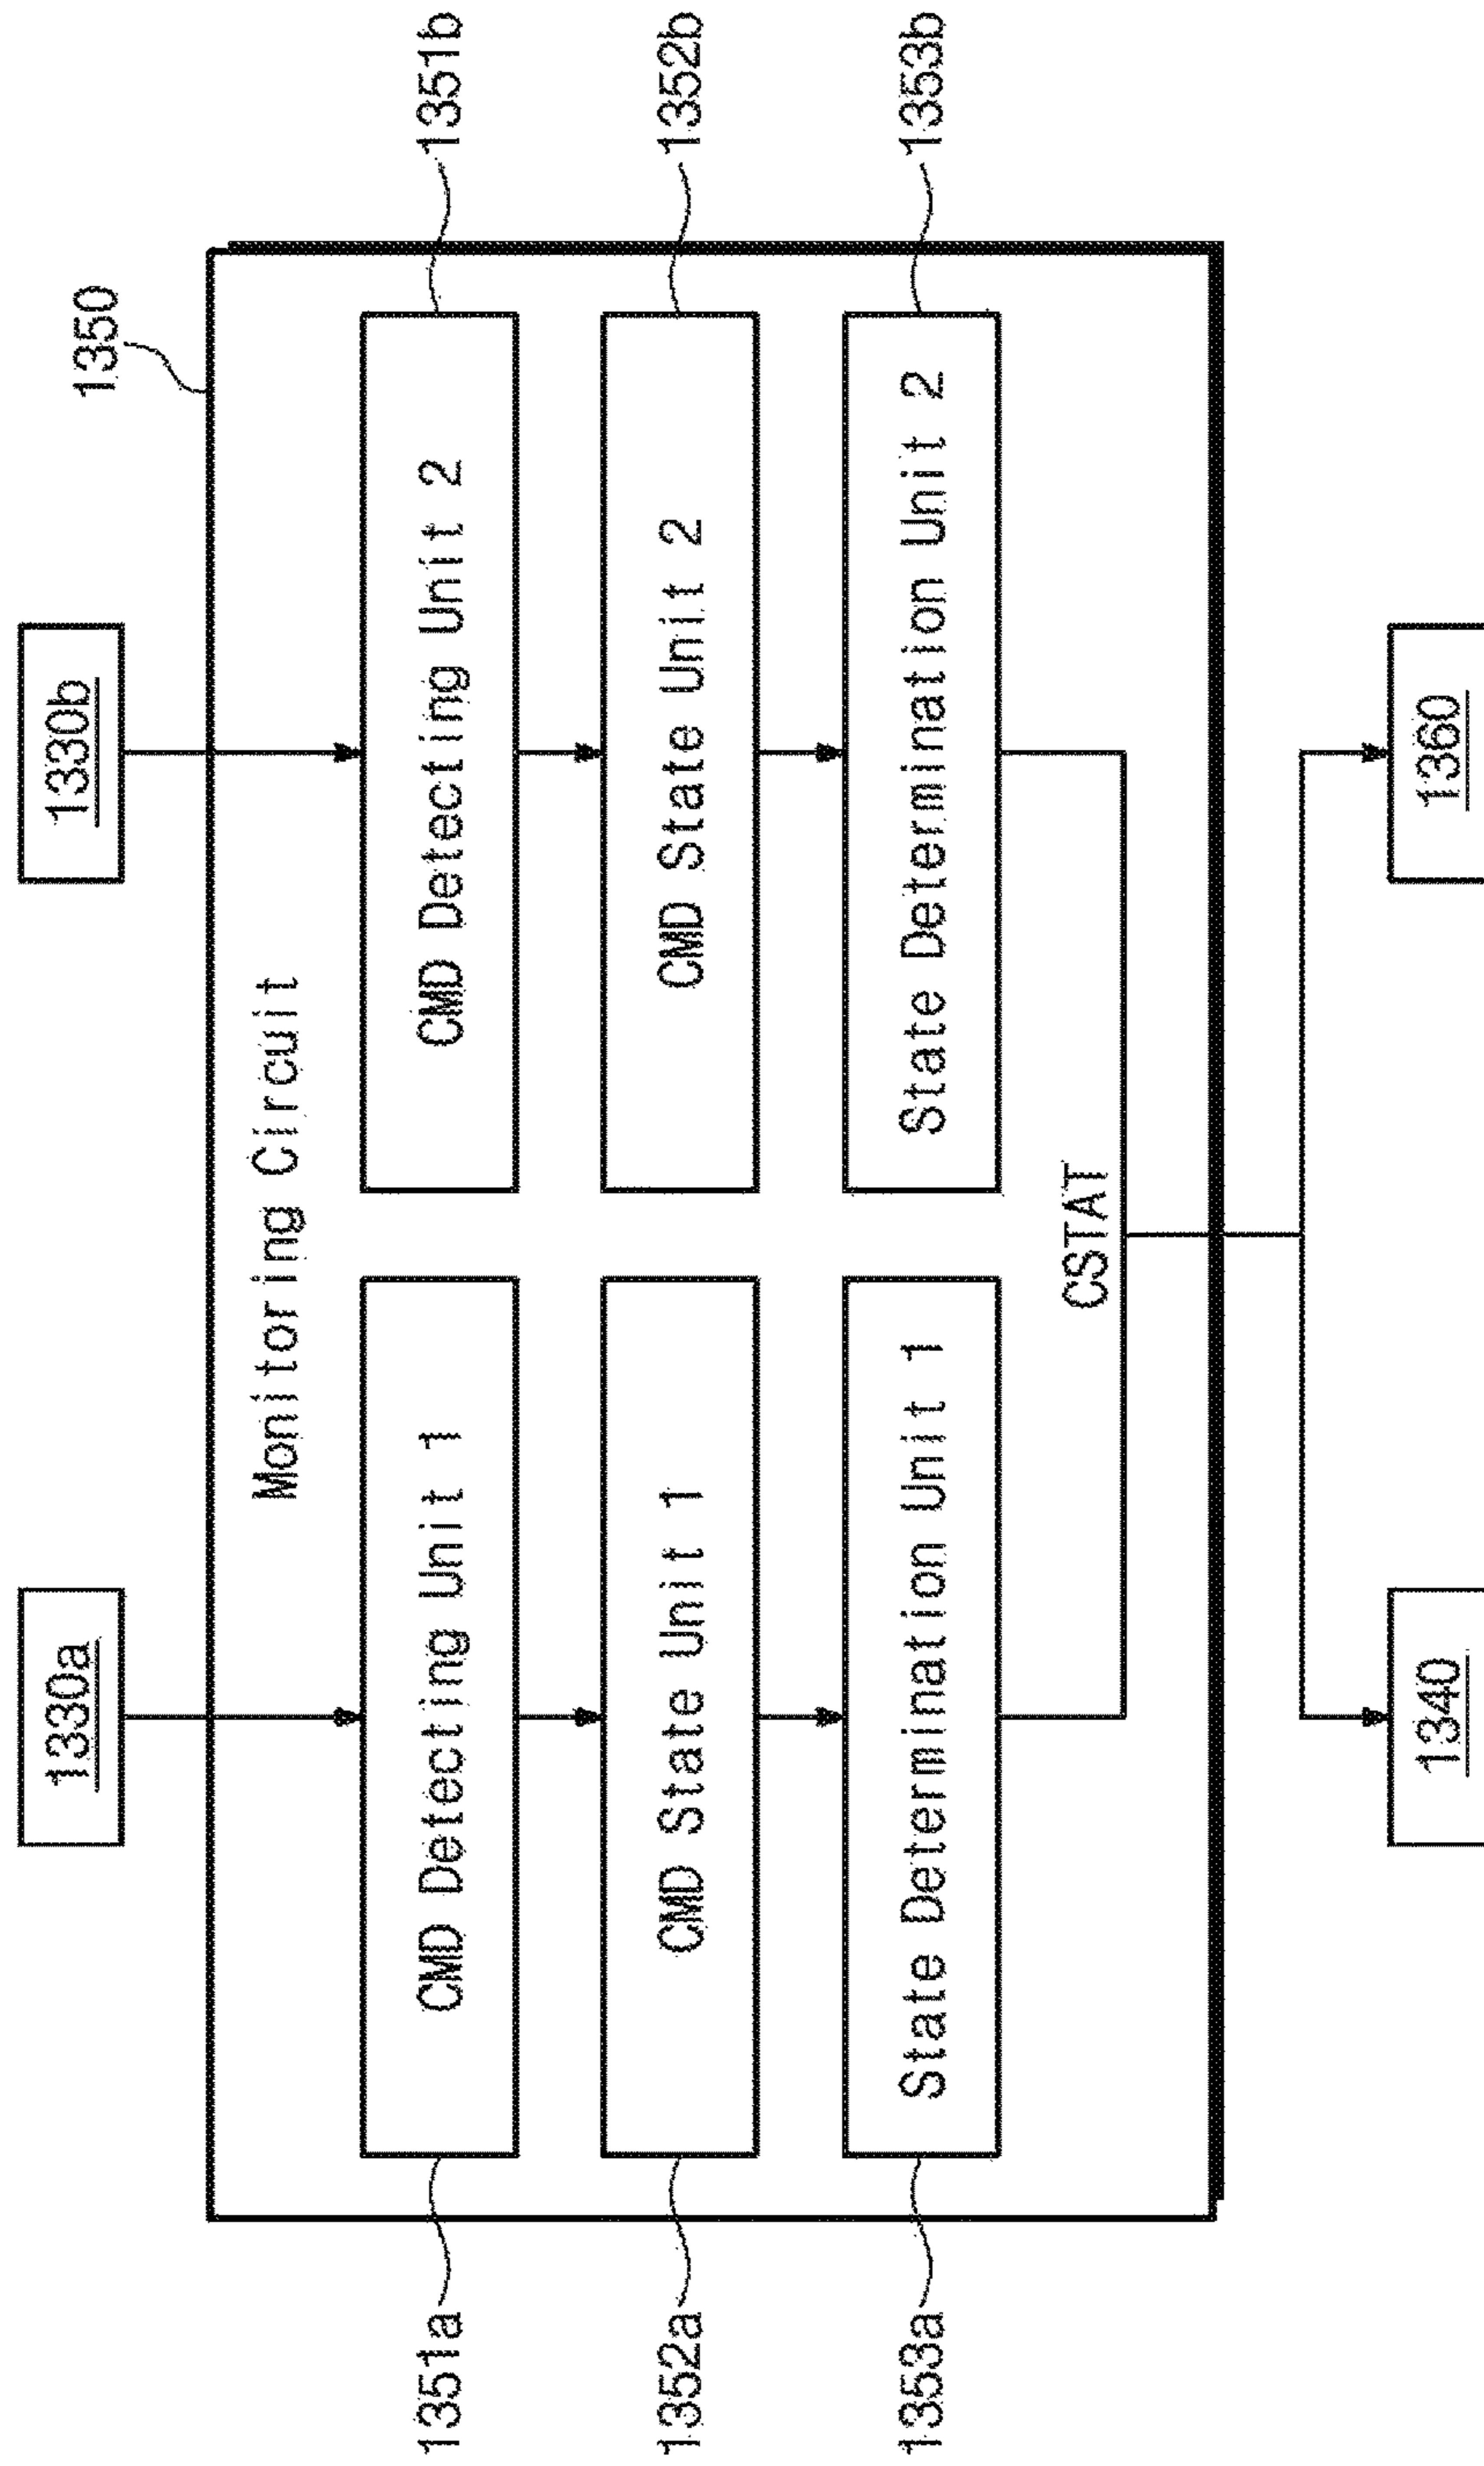 1330a
1330b
1350
Monitoring Circuit
1351a
CMD Detecting Unit 1
CMD Detecting Unit 2
1351b
1352a
CMD State Unit 1
CMD State Unit 2
1352b
1353a
State Determination Unit 1
State Determination Unit 2
1353b
CSTAT
1340
1360